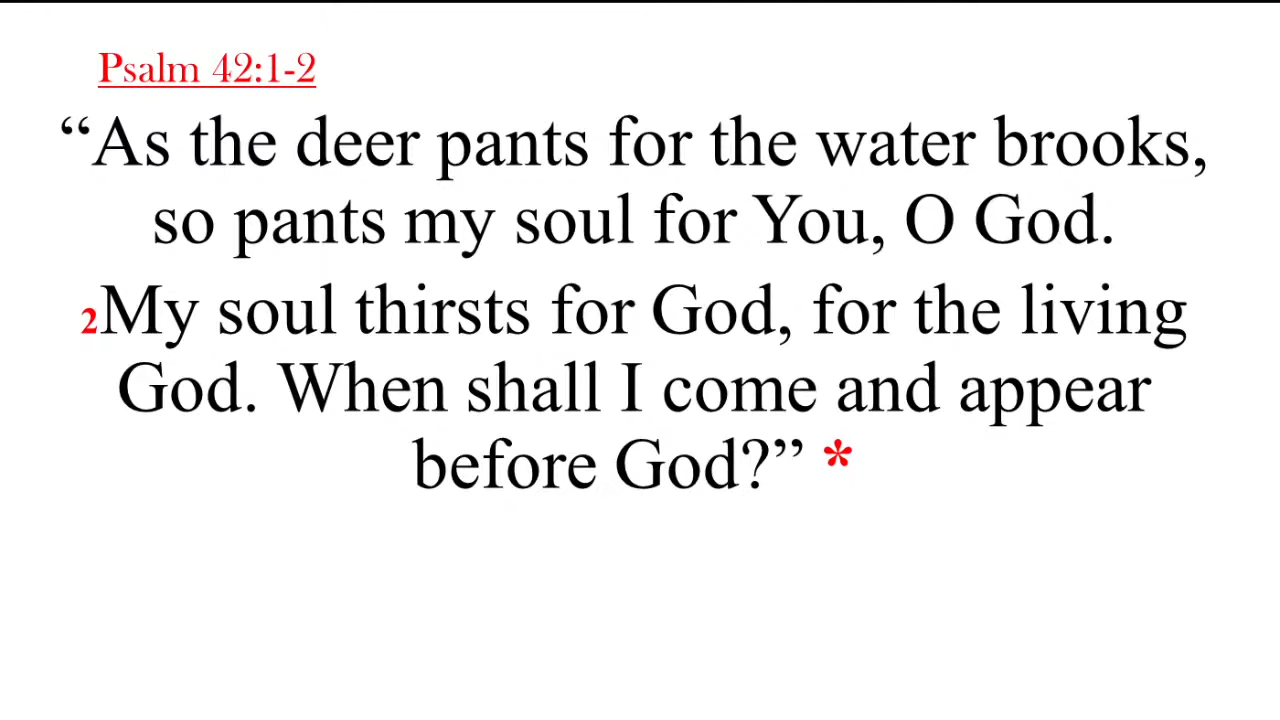 Psalm 42:1-2
“As the deer pants for the water brooks,
so pants my soul for You, O God.
2My soul thirsts for God, for the living
God. When shall I come and appear
before God?” *